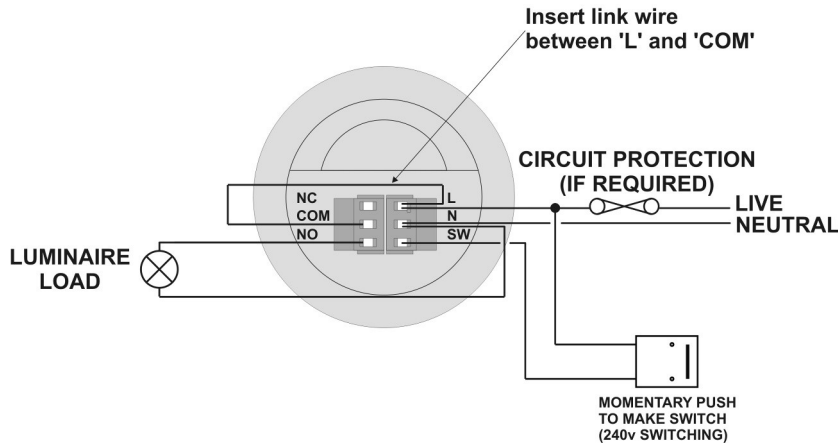 Insert link wire
between 'L' and 'COM'
CIRCUIT PROTECTION
(IF REQUIRED)
LIVE
NEUTRAL
NC
COM
NO
L
N
SW
LUMINAIRE
LOAD
MOMENTARY PUSH
TO MAKE SWITCH
(240v SWITCHING)